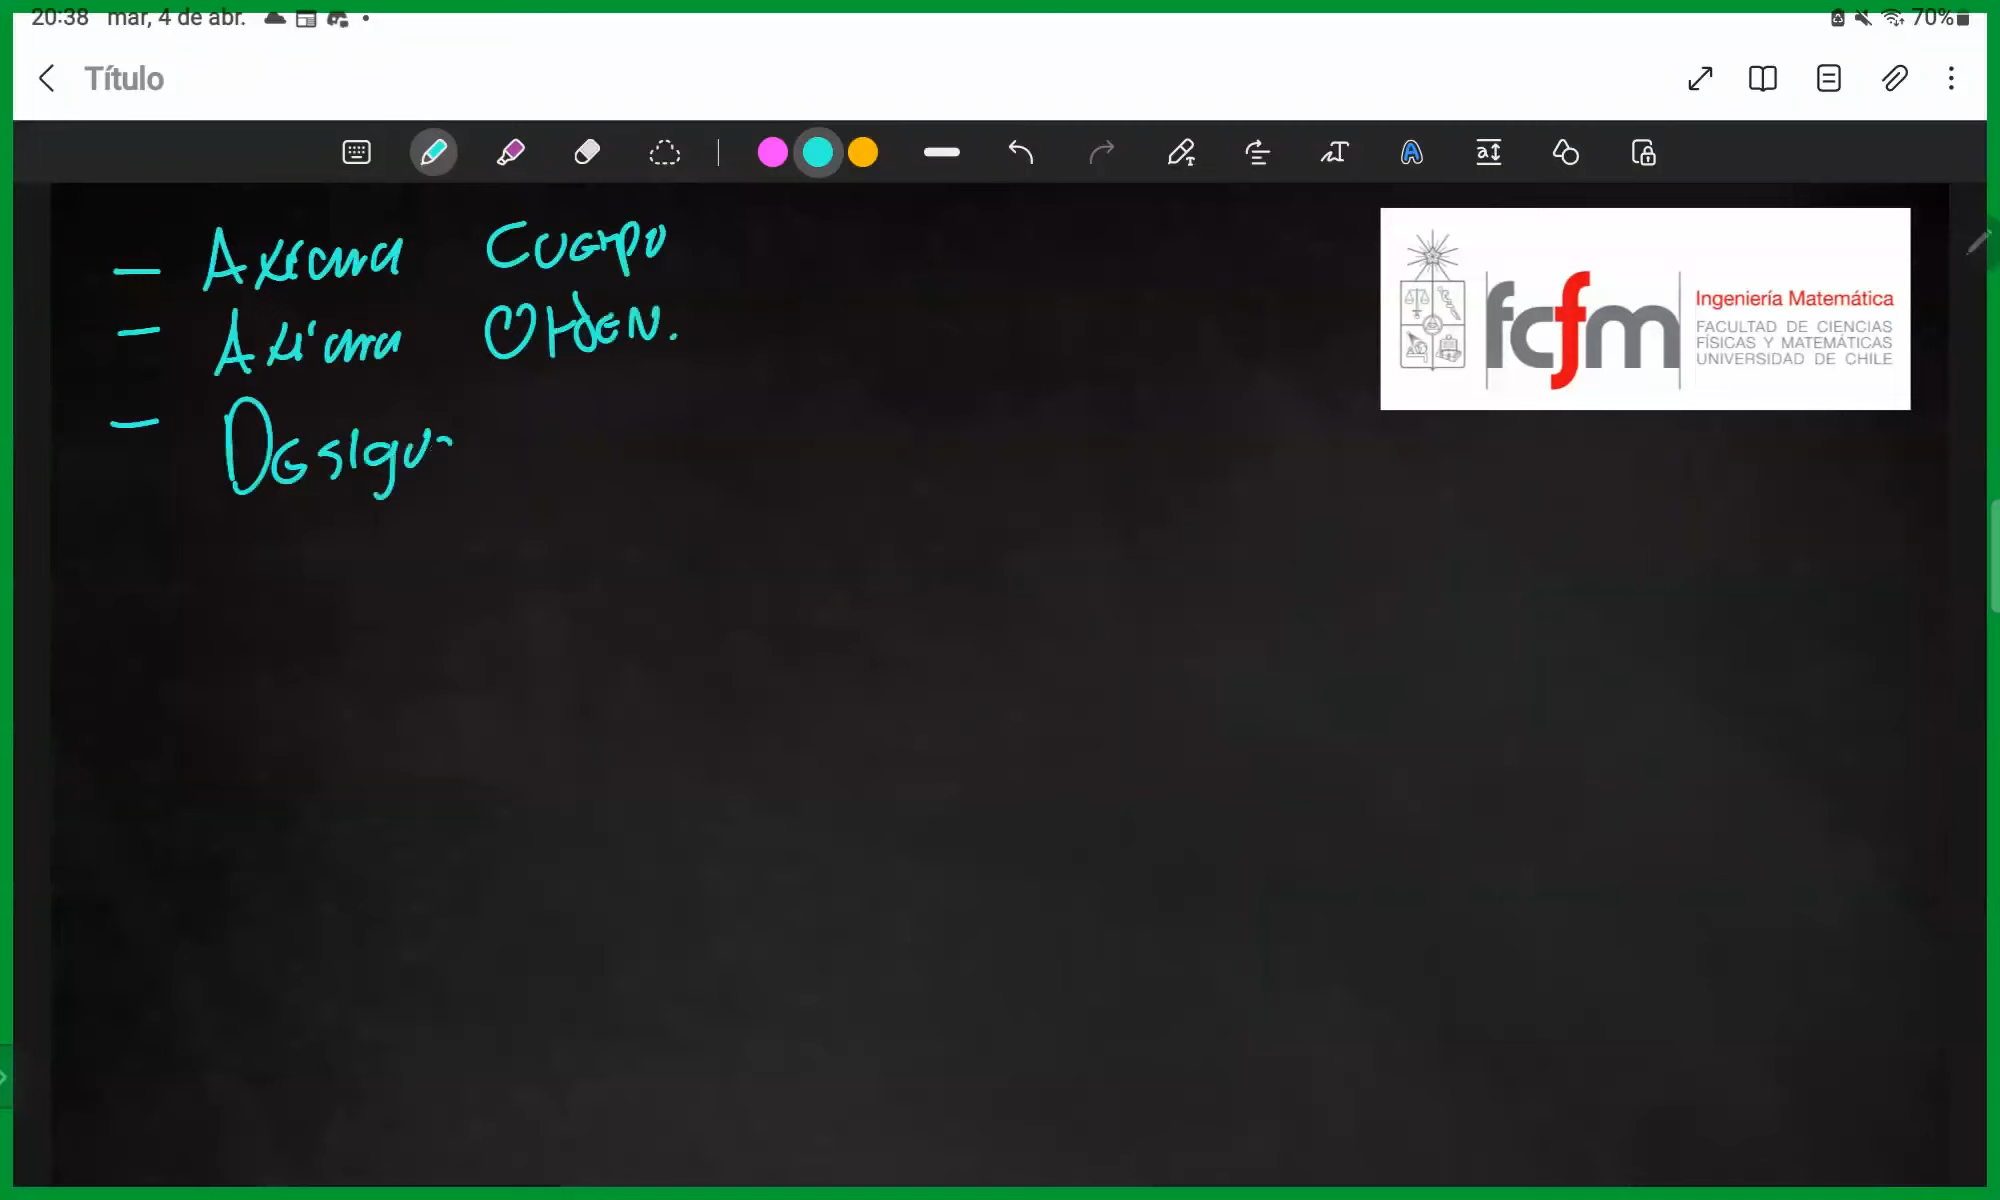 20:38 mar, 4 de abr. 70%
Título
— Axioma Cuerpo
— Axioma Orden.
— Desigu
fcfm
Ingeniería Matemática
FACULTAD DE CIENCIAS
FÍSICAS Y MATEMÁTICAS
UNIVERSIDAD DE CHILE